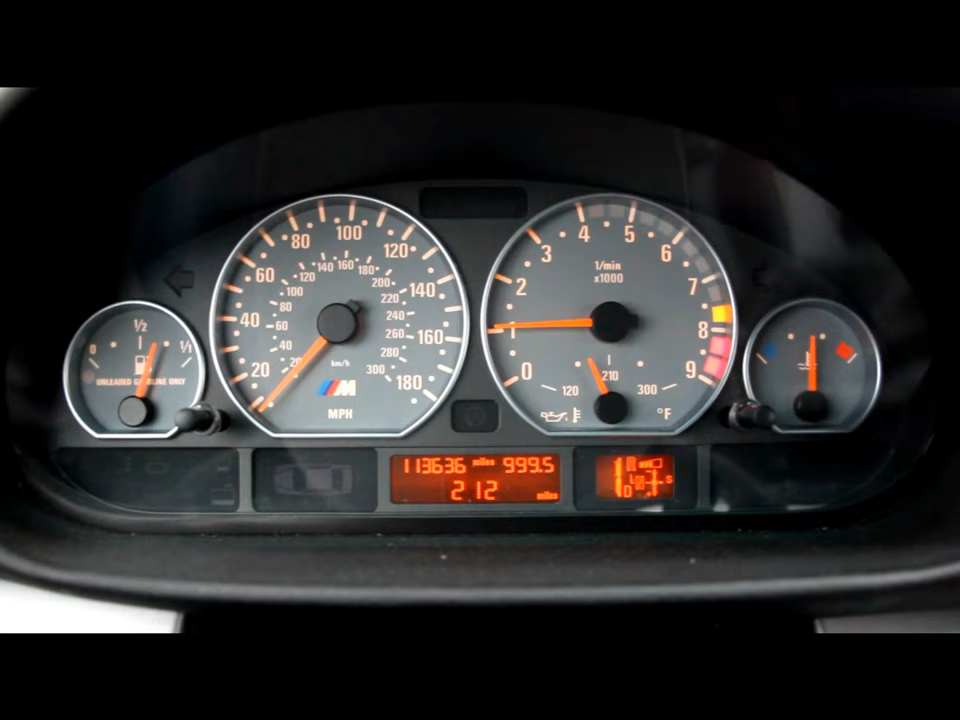 0 1/2 1/1
UNLEADED GASOLINE ONLY
20 40 60 80 100 120 140 160 180
20 40 60 80 100 120 140 160 180 200 220 240 260 280 300
km/h
M
MPH
0 1 2 3 4 5 6 7 8 9
1/min
x1000
120 210 300
°F
113636 miles 999.5
212 miles